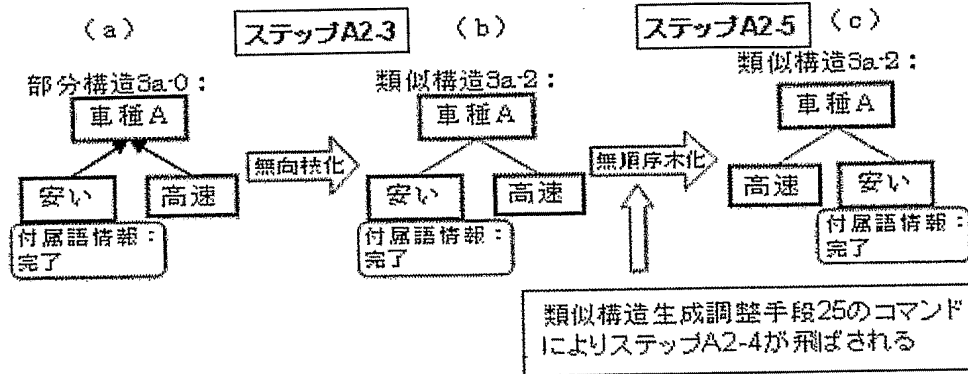 (a)
ステップA2-3
(b)
ステップA2-5
(c)
部分構造3a-0：
類似構造3a-2：
類似構造3a-2：
車種A
車種A
車種A
無向枝化
無順序木化
安い
高速
安い
高速
高速
安い
付属語情報：
完了
付属語情報：
完了
付属語情報：
完了
類似構造生成調整手段25のコマンド
によりステップA2-4が飛ばされる